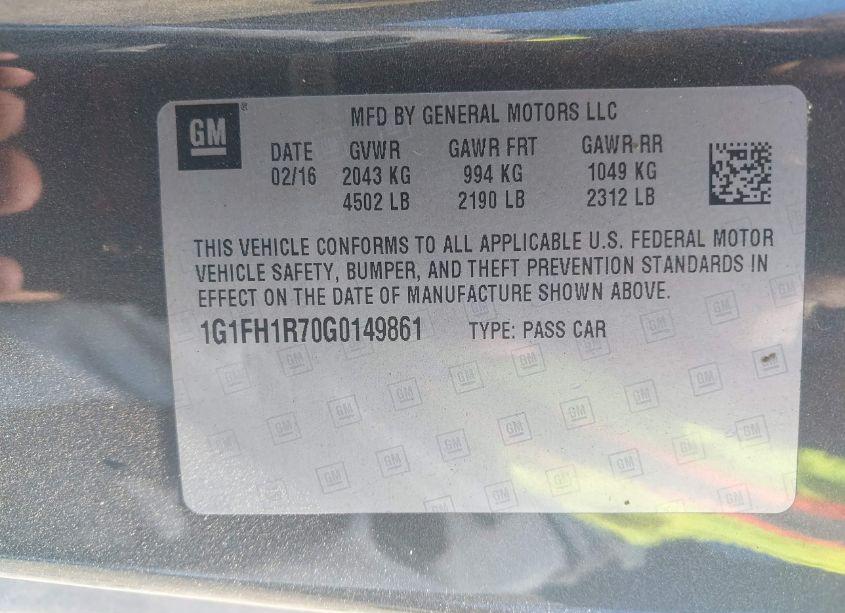 GM
MFD BY GENERAL MOTORS LLC
DATE GVWR GAWR FRT GAWR RR
02/16 2043 KG 994 KG 1049 KG
4502 LB 2190 LB 2312 LB
THIS VEHICLE CONFORMS TO ALL APPLICABLE U.S. FEDERAL MOTOR
VEHICLE SAFETY, BUMPER, AND THEFT PREVENTION STANDARDS IN
EFFECT ON THE DATE OF MANUFACTURE SHOWN ABOVE.
1G1FH1R70G0149861 TYPE: PASS CAR